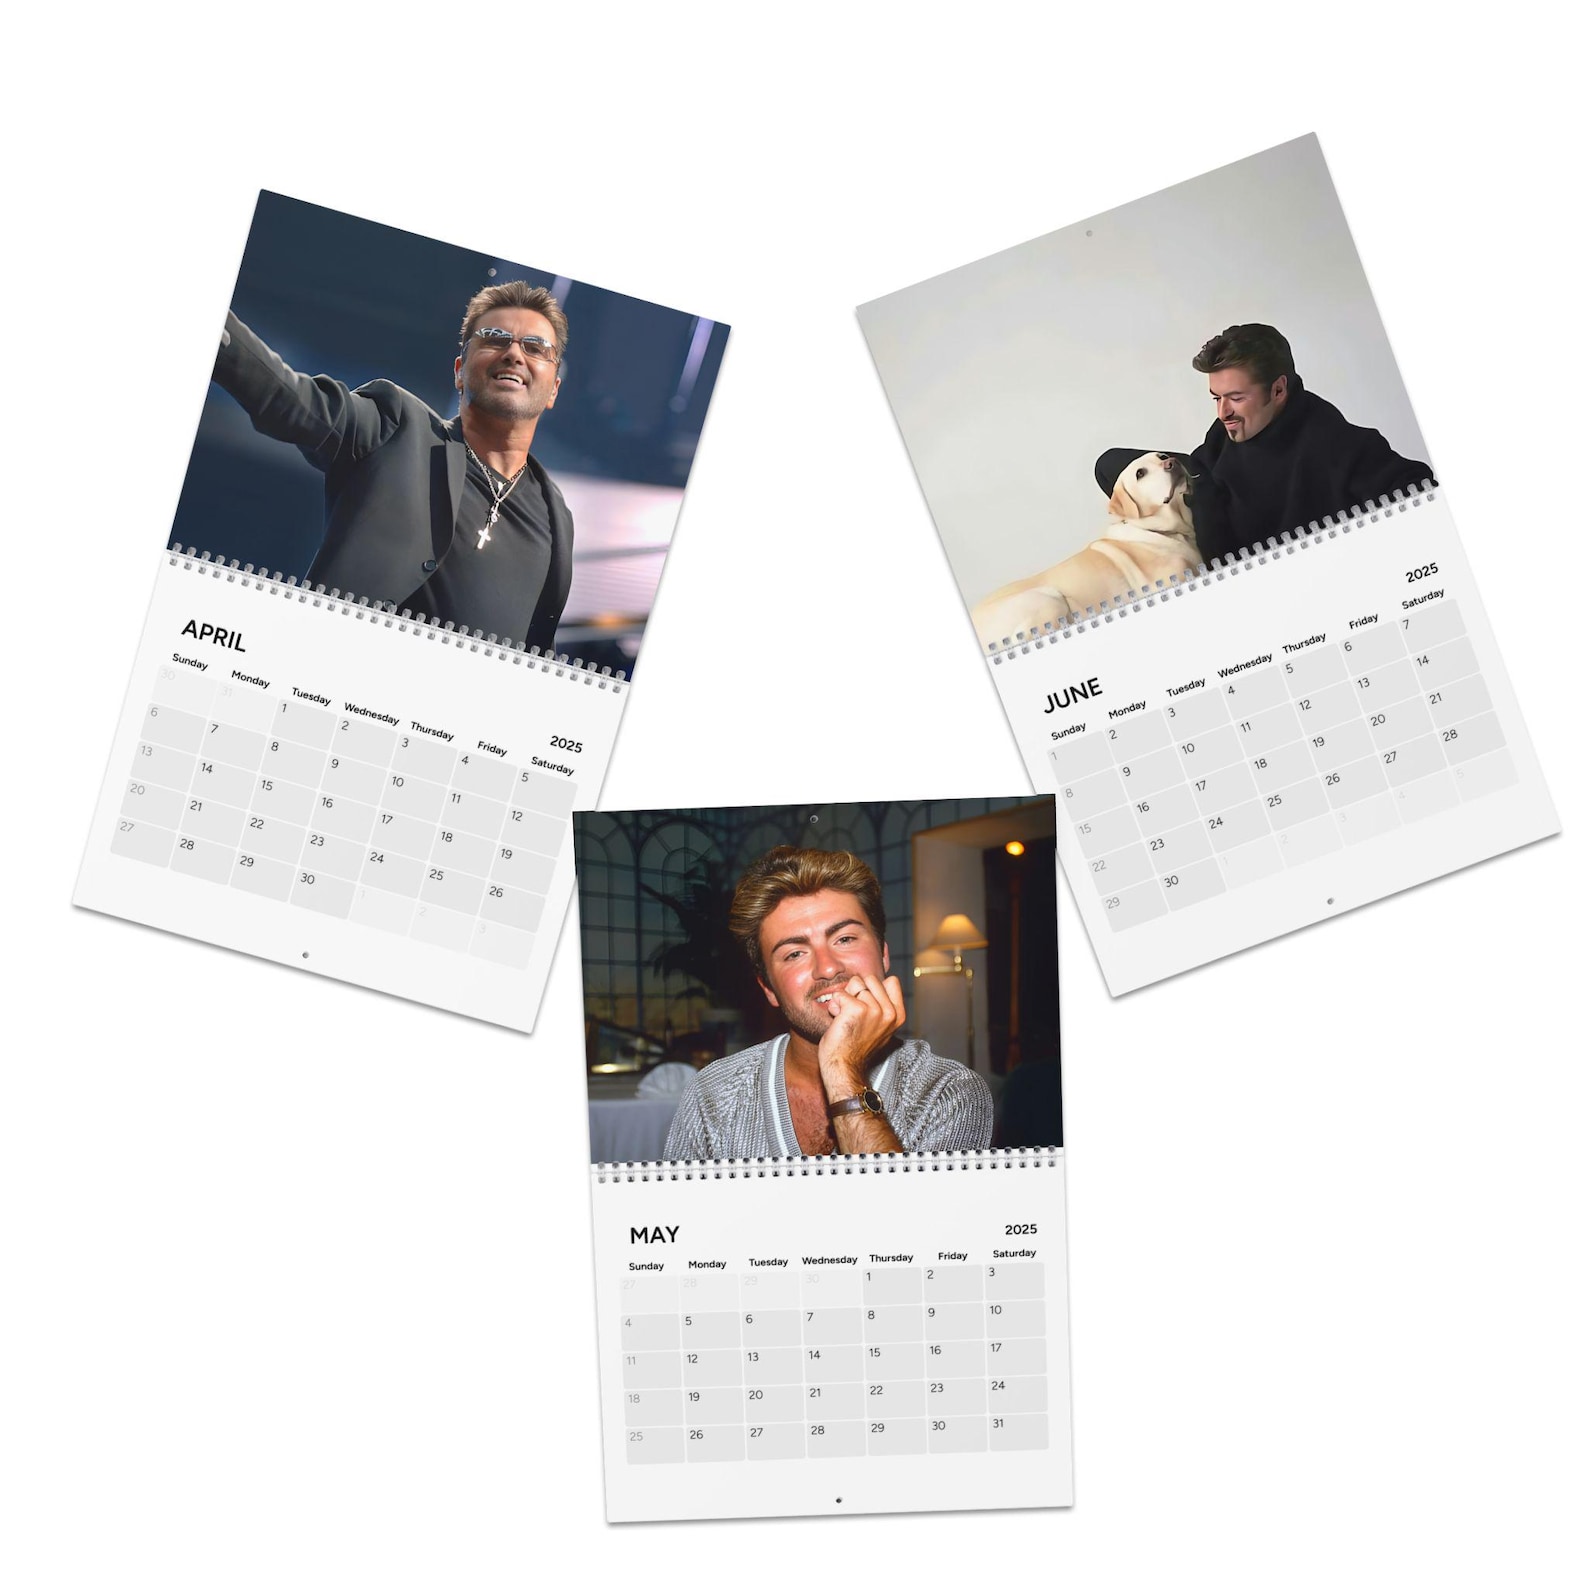 APRIL
2025
Sunday Monday Tuesday Wednesday Thursday Friday Saturday
30 31 1 2 3 4 5
6 7 8 9 10 11 12
13 14 15 16 17 18 19
20 21 22 23 24 25 26
27 28 29 30 1 2 3
JUNE
2025
Sunday Monday Tuesday Wednesday Thursday Friday Saturday
1 2 3 4 5 6 7
8 9 10 11 12 13 14
15 16 17 18 19 20 21
22 23 24 25 26 27 28
29 30 1 2 3 4 5
MAY
2025
Sunday Monday Tuesday Wednesday Thursday Friday Saturday
27 28 29 30 1 2 3
4 5 6 7 8 9 10
11 12 13 14 15 16 17
18 19 20 21 22 23 24
25 26 27 28 29 30 31